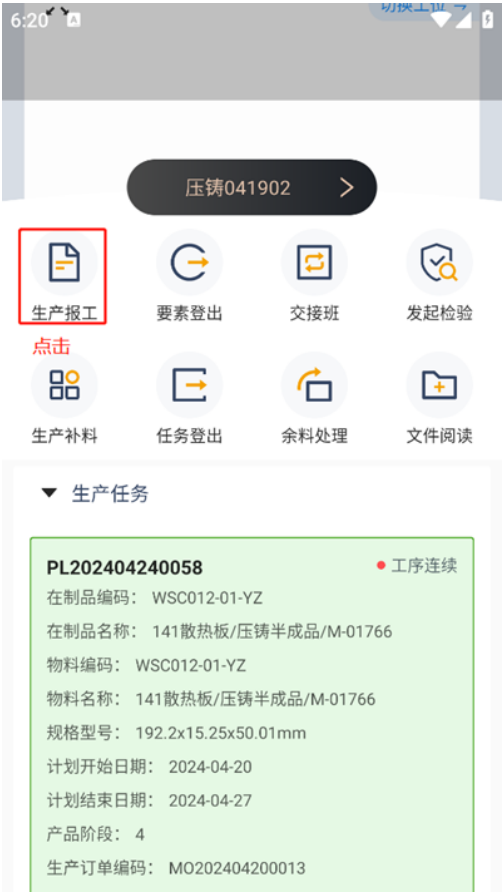 6:20
A
切换工位
压铸041902
生产报工
要素登出
交接班
发起检验
点击
生产补料
任务登出
余料处理
文件阅读
生产任务
PL202404240058
工序连续
在制品编码： WSC012-01-YZ
在制品名称： 141散热板/压铸半成品/M-01766
物料编码： WSC012-01-YZ
物料名称： 141散热板/压铸半成品/M-01766
规格型号： 192.2x15.25x50.01mm
计划开始日期： 2024-04-20
计划结束日期： 2024-04-27
产品阶段： 4
生产订单编码： MO202404200013